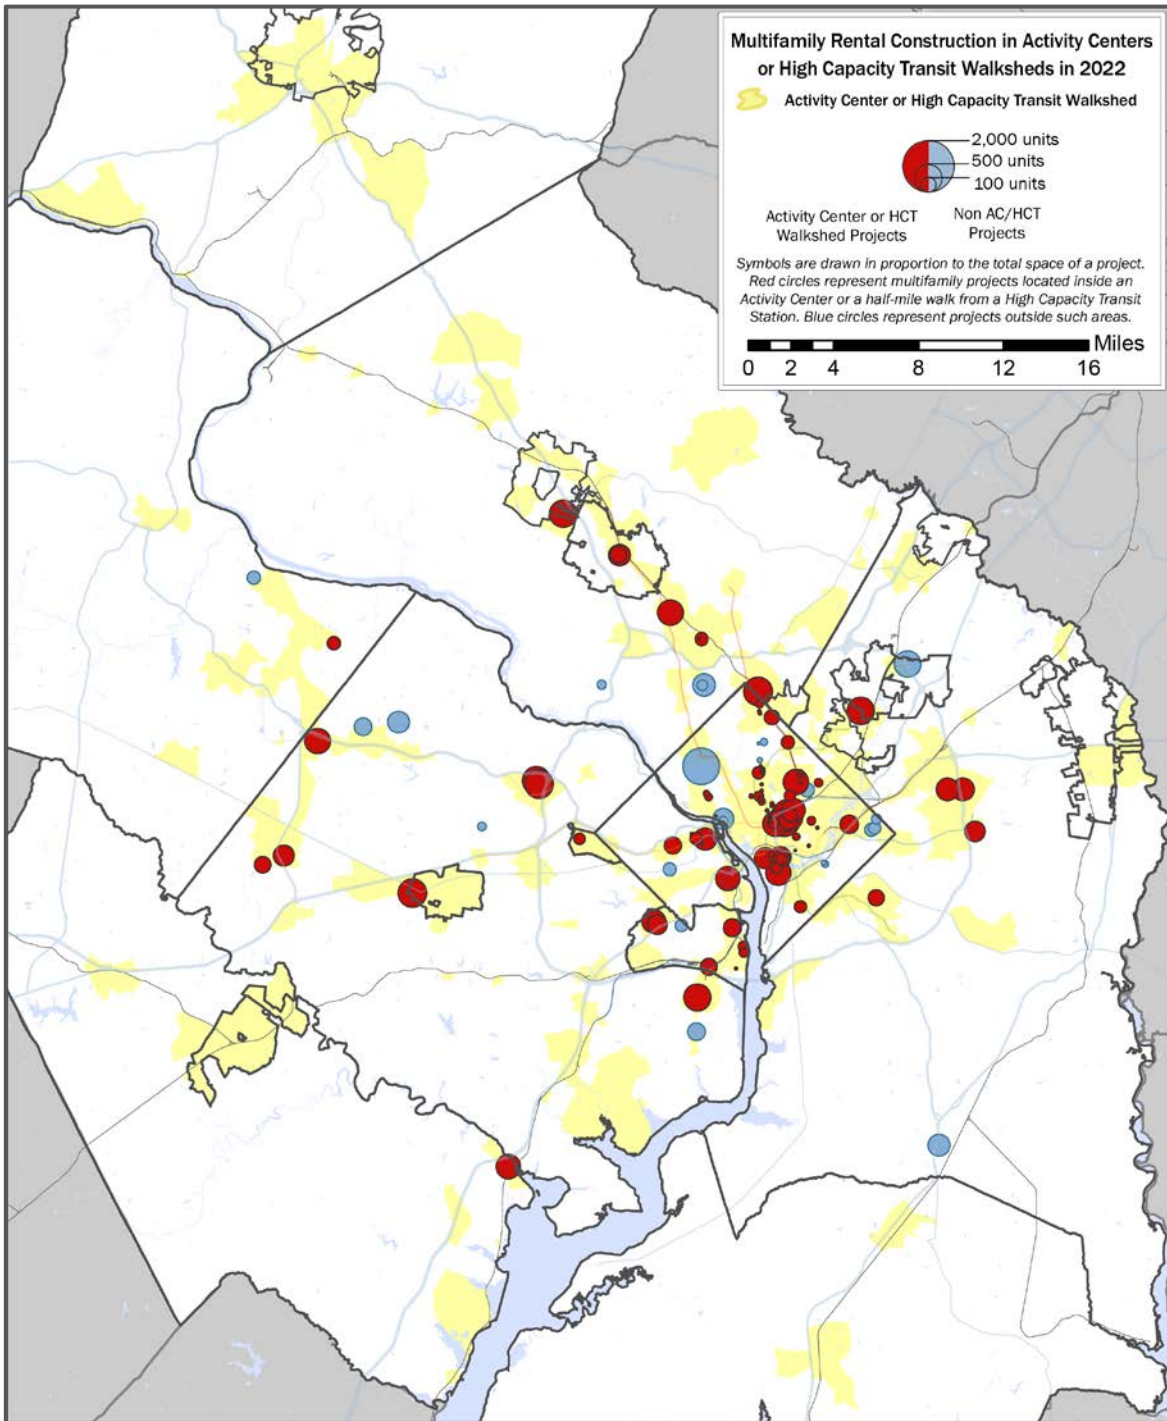 Multifamily Rental Construction in Activity Centers
or High Capacity Transit Walksheds in 2022
Activity Center or High Capacity Transit Walkshed
2,000 units
500 units
100 units
Activity Center or HCT
Walkshed Projects
Non AC/HCT
Projects
Symbols are drawn in proportion to the total space of a project.
Red circles represent multifamily projects located inside an
Activity Center or a half-mile walk from a High Capacity Transit
Station. Blue circles represent projects outside such areas.
Miles
0 2 4 8 12 16